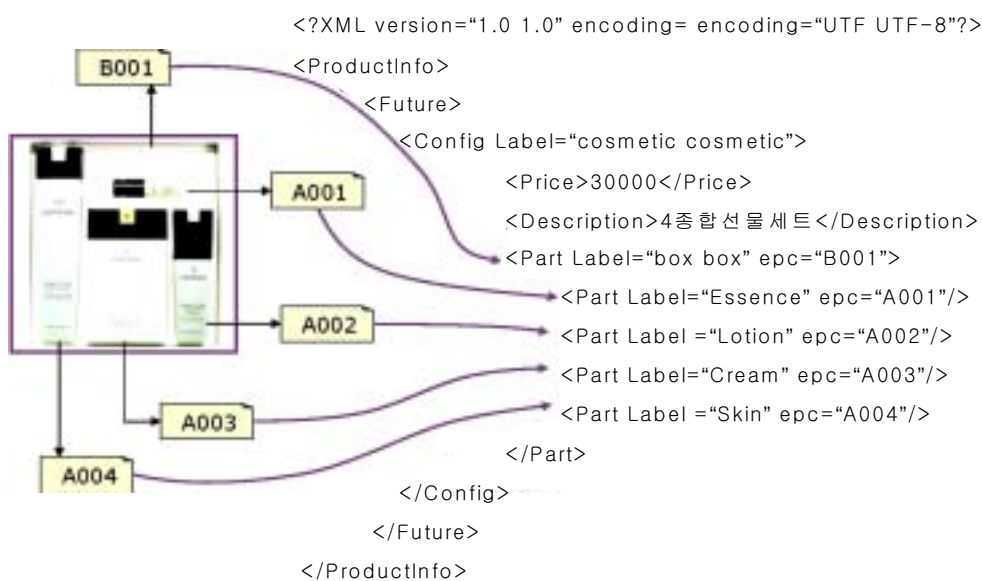 <?XML version=“1.0 1.0” encoding= encoding=“UTF UTF-8”?>
B001
<ProductInfo>
<Future>
<Config Label=“cosmetic cosmetic”>
A001
<Price>30000</Price>
<Description>4종합선물세트</Description>
<Part Label=“box box” epc=“B001”>
<Part Label=“Essence” epc=“A001”/>
A002
<Part Label =“Lotion” epc=“A002”/>
<Part Label=“Cream” epc=“A003”/>
A003
<Part Label =“Skin” epc=“A004”/>
</Part>
A004
</Config>
</Future>
</ProductInfo>